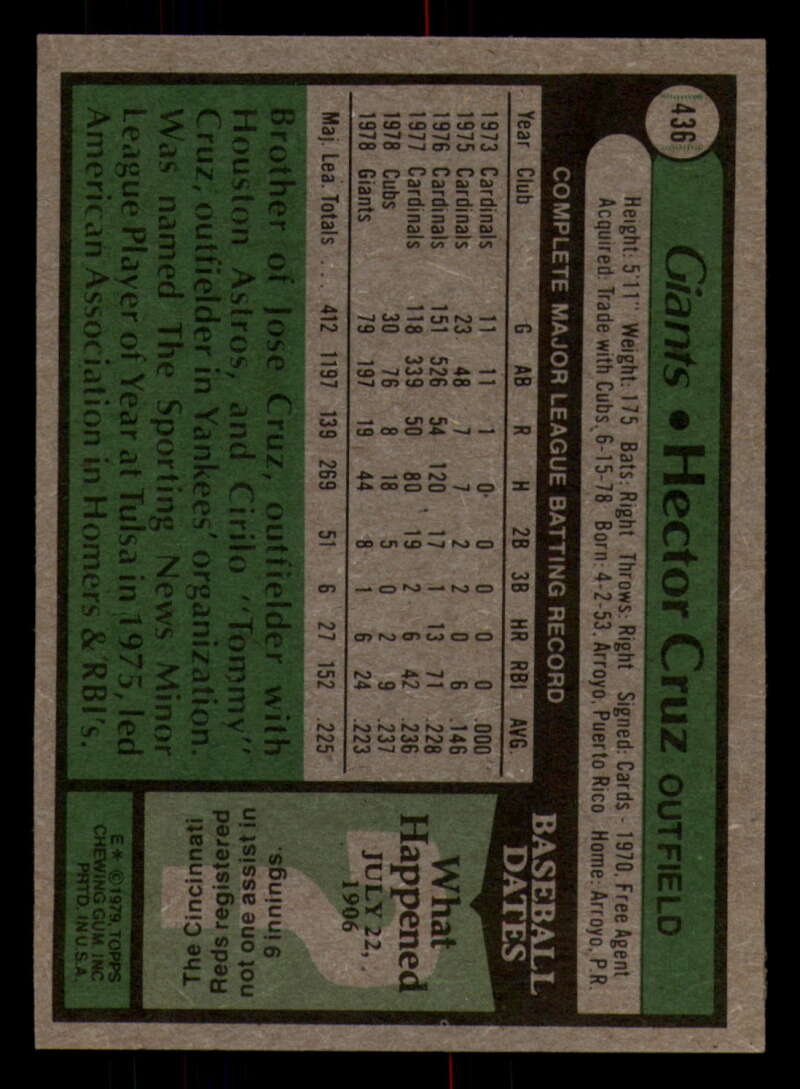 436
Giants • Hector Cruz OUTFIELD
Height: 5'11" Weight: 175 Bats: Right Throws: Right Signed: Cards - 1970, Free Agent
Acquired: Trade with Cubs, 6-15-78 Born: 4-2-53, Arroyo, Puerto Rico Home: Arroyo, P.R.
COMPLETE MAJOR LEAGUE BATTING RECORD
Year Club G AB R H 2B 3B HR RBI AVG.
1973 Cardinals 11 11 1 0 0 0 0 0 .000
1975 Cardinals 23 48 7 7 2 2 0 6 .146
1976 Cardinals 151 526 54 120 17 1 13 71 .228
1977 Cardinals 118 339 50 80 19 2 6 42 .236
1978 Cubs 30 76 8 18 5 0 2 9 .237
1978 Giants 79 197 19 44 8 1 6 24 .223
Maj. Lea. Totals . . . 412 1197 139 269 51 6 27 152 .225
Brother of Jose Cruz, outfielder with
Houston Astros, and Cirilo "Tommy"
Cruz, outfielder in Yankees' organization.
Was named The Sporting News Minor
League Player of Year at Tulsa in 1975, led
American Association in Homers & RBI's.
BASEBALL
DATES
What
Happened
JULY 22,
1906
?
The Cincinnati
Reds registered
not one assist in
9 innings.
E * © 1979, TOPPS
CHEWING GUM, INC
PRTD. IN U.S.A.